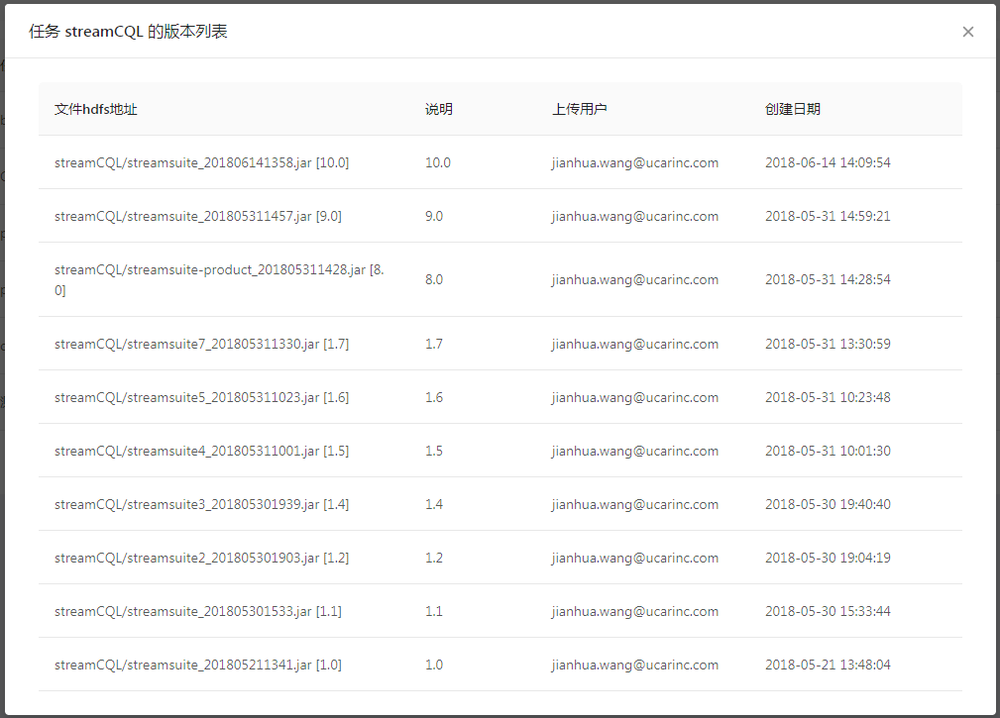 任务 streamCQL 的版本列表
文件hdfs地址 说明 上传用户 创建日期
streamCQL/streamsuite_201806141358.jar [10.0] 10.0 jianhua.wang@ucarinc.com 2018-06-14 14:09:54
streamCQL/streamsuite_201805311457.jar [9.0] 9.0 jianhua.wang@ucarinc.com 2018-05-31 14:59:21
streamCQL/streamsuite-product_201805311428.jar [8.
0] 8.0 jianhua.wang@ucarinc.com 2018-05-31 14:28:54
streamCQL/streamsuite7_201805311330.jar [1.7] 1.7 jianhua.wang@ucarinc.com 2018-05-31 13:30:59
streamCQL/streamsuite5_201805311023.jar [1.6] 1.6 jianhua.wang@ucarinc.com 2018-05-31 10:23:48
streamCQL/streamsuite4_201805311001.jar [1.5] 1.5 jianhua.wang@ucarinc.com 2018-05-31 10:01:30
streamCQL/streamsuite3_201805301939.jar [1.4] 1.4 jianhua.wang@ucarinc.com 2018-05-30 19:40:40
streamCQL/streamsuite2_201805301903.jar [1.2] 1.2 jianhua.wang@ucarinc.com 2018-05-30 19:04:19
streamCQL/streamsuite_201805301533.jar [1.1] 1.1 jianhua.wang@ucarinc.com 2018-05-30 15:33:44
streamCQL/streamsuite_201805211341.jar [1.0] 1.0 jianhua.wang@ucarinc.com 2018-05-21 13:48:04